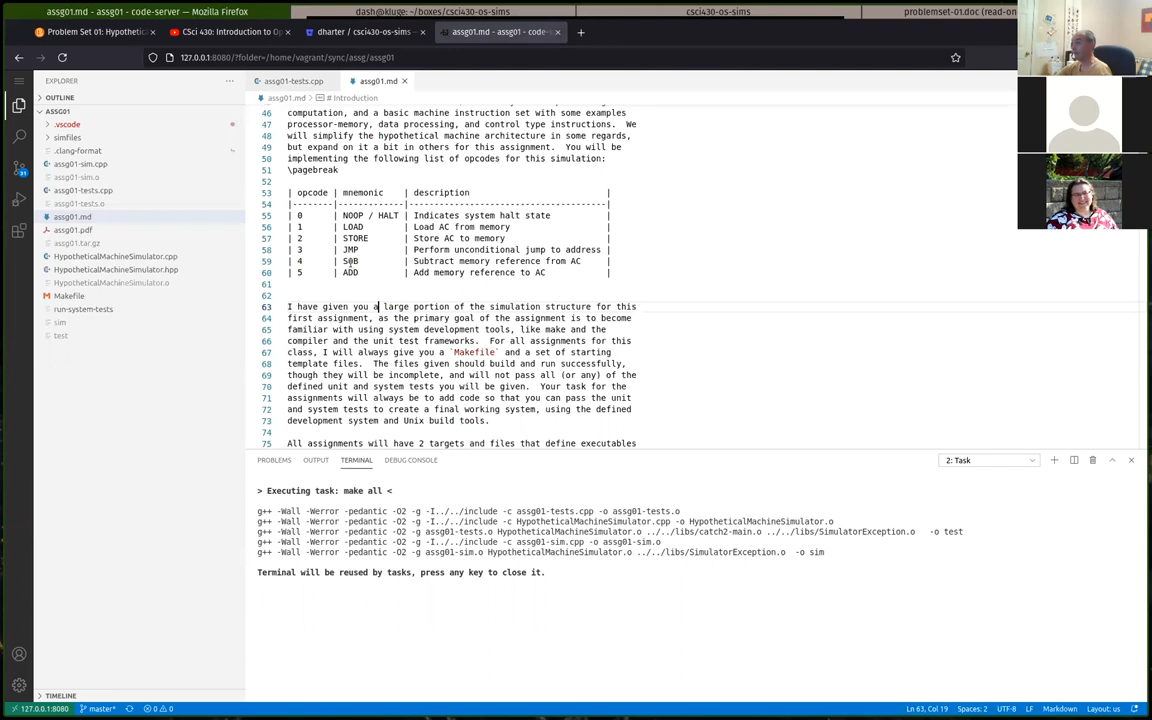 assg01.md - assg01 - code-server — Mozilla Firefox
dash@kluge: ~/boxes/csci430-os-sims
csci430-os-sims
problemset-01.doc (read-on
Problem Set 01: Hypothetic
CSci 430: Introduction to Op
dharter / csci430-os-sims —
assg01.md - assg01 - code-
127.0.0.1:8080/?folder=/home/vagrant/sync/assg/assg01
EXPLORER
assg01-tests.cpp
assg01.md
OUTLINE
assg01.md > # Introduction
ASSG01
.vscode
simfiles
.clang-format
assg01-sim.cpp
assg01-sim.o
assg01-tests.cpp
assg01-tests.o
assg01.md
assg01.pdf
assg01.tar.gz
HypotheticalMachineSimulator.cpp
HypotheticalMachineSimulator.hpp
HypotheticalMachineSimulator.o
Makefile
run-system-tests
sim
test
46 computation, and a basic machine instruction set with some examples
47 processor-memory, data processing, and control type instructions. We
48 will simplify the hypothetical machine architecture in some regards,
49 but expand on it a bit in others for this assignment. You will be
50 implementing the following list of opcodes for this simulation:
51 \pagebreak
52
53 | opcode | mnemonic | description |
54 |--------|-------------|----------------------------------------|
55 | 0 | NOOP / HALT | Indicates system halt state |
56 | 1 | LOAD | Load AC from memory |
57 | 2 | STORE | Store AC to memory |
58 | 3 | JMP | Perform unconditional jump to address |
59 | 4 | SUB | Subtract memory reference from AC |
60 | 5 | ADD | Add memory reference to AC |
61
62
63 I have given you a large portion of the simulation structure for this
64 first assignment, as the primary goal of the assignment is to become
65 familiar with using system development tools, like make and the
66 compiler and the unit test frameworks. For all assignments for this
67 class, I will always give you a `Makefile` and a set of starting
68 template files. The files given should build and run successfully,
69 though they will be incomplete, and will not pass all (or any) of the
70 defined unit and system tests you will be given. Your task for the
71 assignments will always be to add code so that you can pass the unit
72 and system tests to create a final working system, using the defined
73 development system and Unix build tools.
74
75 All assignments will have 2 targets and files that define executables
PROBLEMS OUTPUT TERMINAL DEBUG CONSOLE
2: Task
> Executing task: make all <
g++ -Wall -Werror -pedantic -O2 -g -I../../include -c assg01-tests.cpp -o assg01-tests.o
g++ -Wall -Werror -pedantic -O2 -g -I../../include -c HypotheticalMachineSimulator.cpp -o HypotheticalMachineSimulator.o
g++ -Wall -Werror -pedantic -O2 -g assg01-tests.o HypotheticalMachineSimulator.o ../../libs/catch2-main.o ../../libs/SimulatorException.o -o test
g++ -Wall -Werror -pedantic -O2 -g -I../../include -c assg01-sim.cpp -o assg01-sim.o
g++ -Wall -Werror -pedantic -O2 -g assg01-sim.o HypotheticalMachineSimulator.o ../../libs/SimulatorException.o -o sim
Terminal will be reused by tasks, press any key to close it.
TIMELINE
127.0.0.1:8080 master* 0 0
Ln 63, Col 19 Spaces: 2 UTF-8 LF Markdown Layout: us